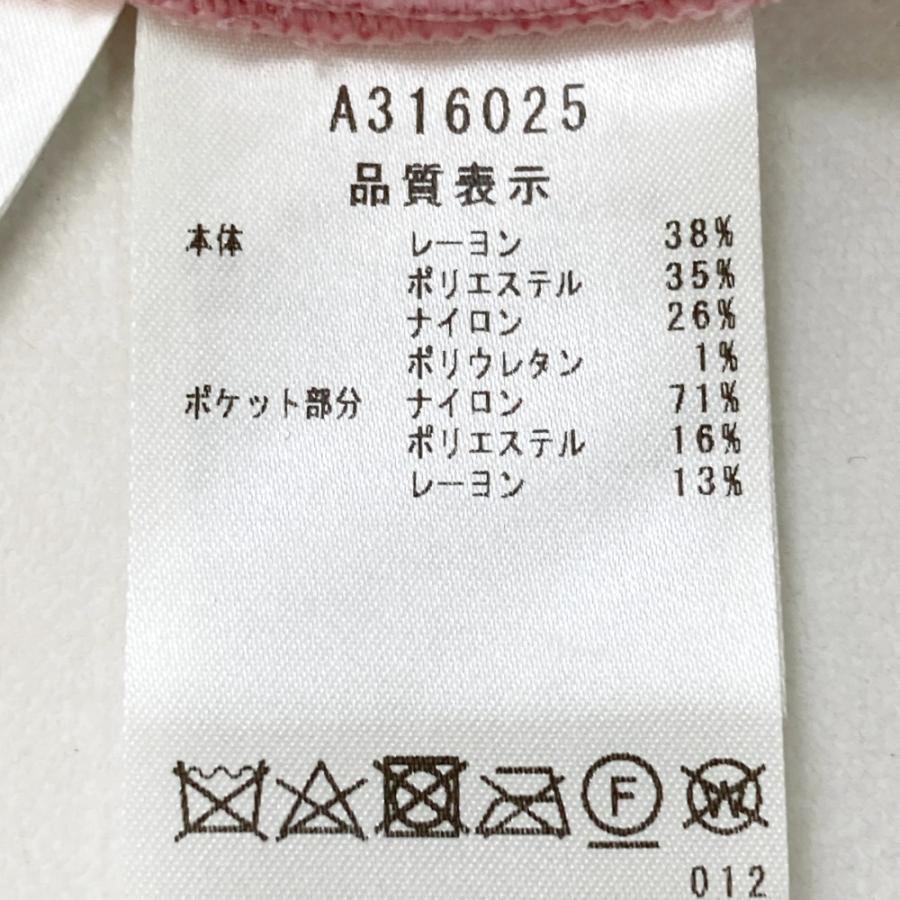 A316025
品質表示
本体 レーヨン 38%
ポリエステル 35%
ナイロン 26%
ポリウレタン 1%
ポケット部分 ナイロン 71%
ポリエステル 16%
レーヨン 13%
F W
012